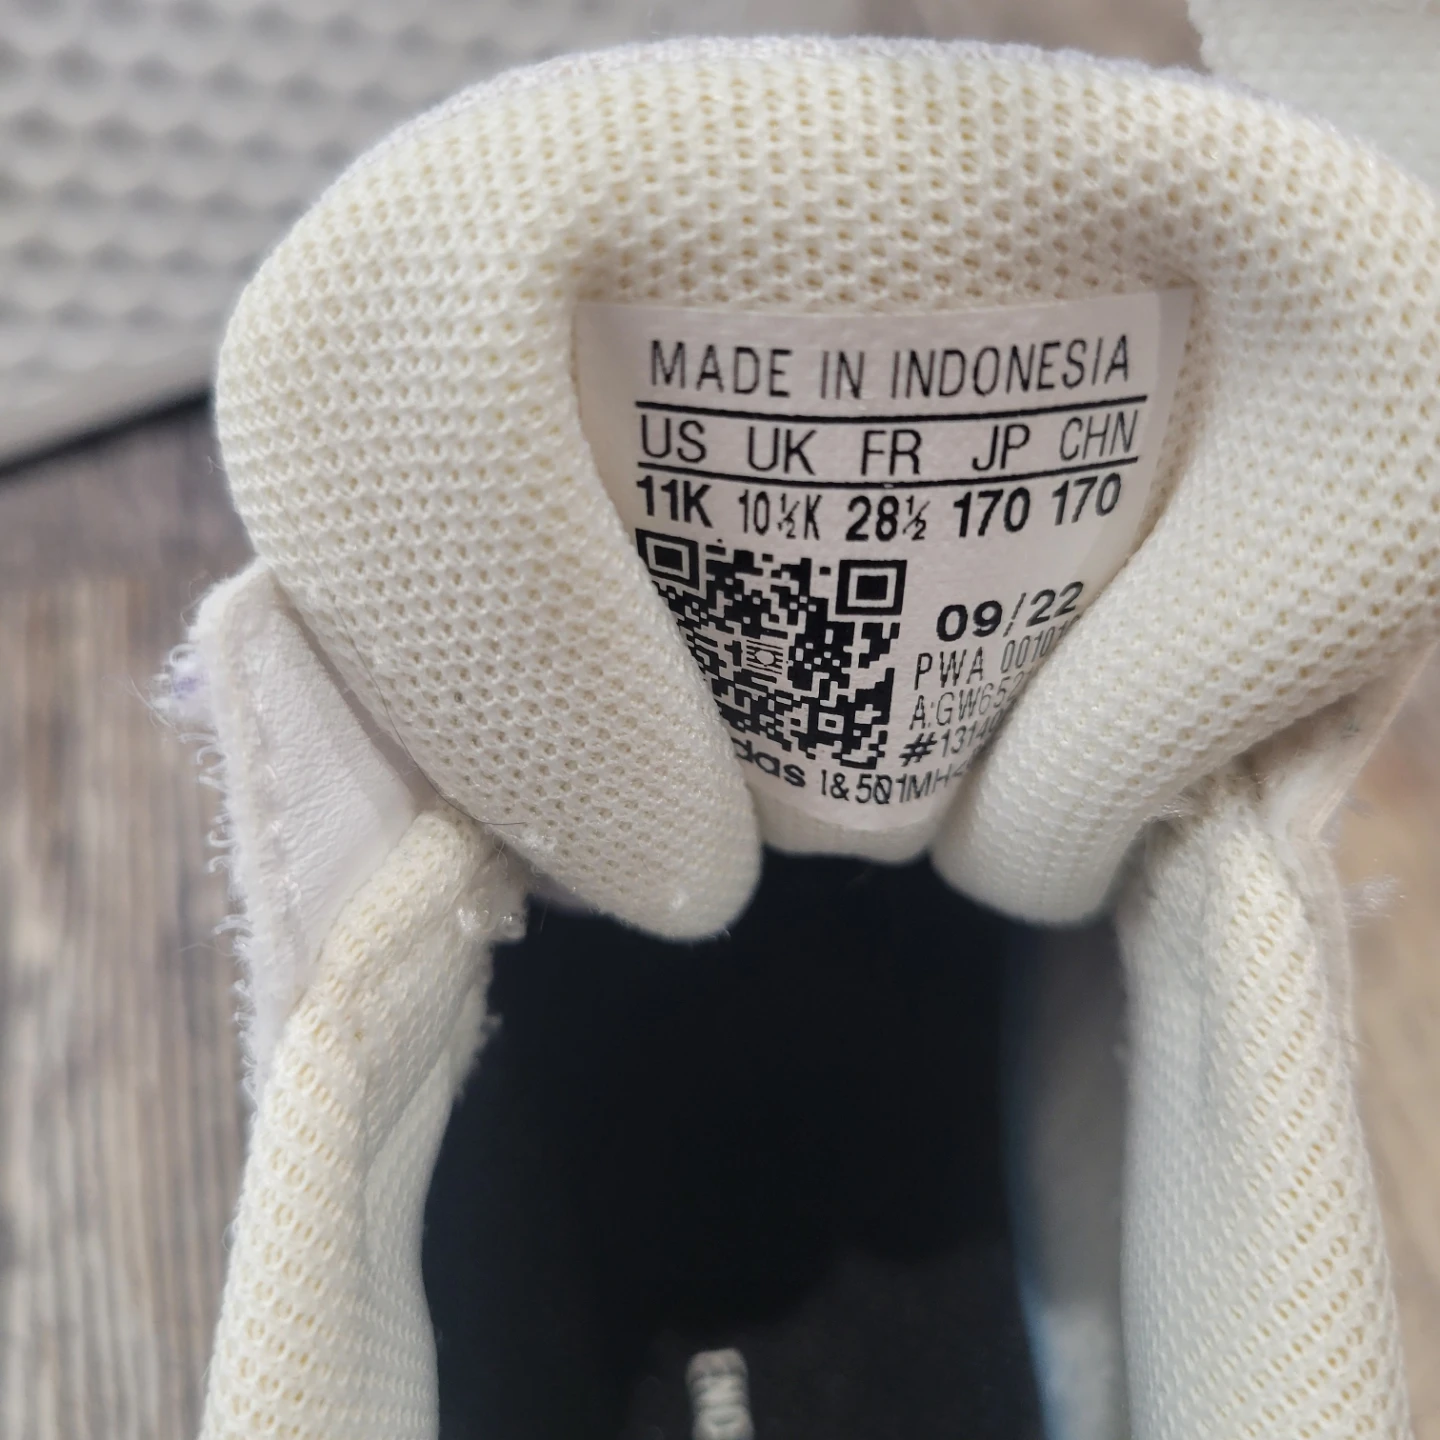 MADE IN INDONESIA
US UK FR JP CHN
11K 10½K 28½ 170 170
09/22
PWA
I&